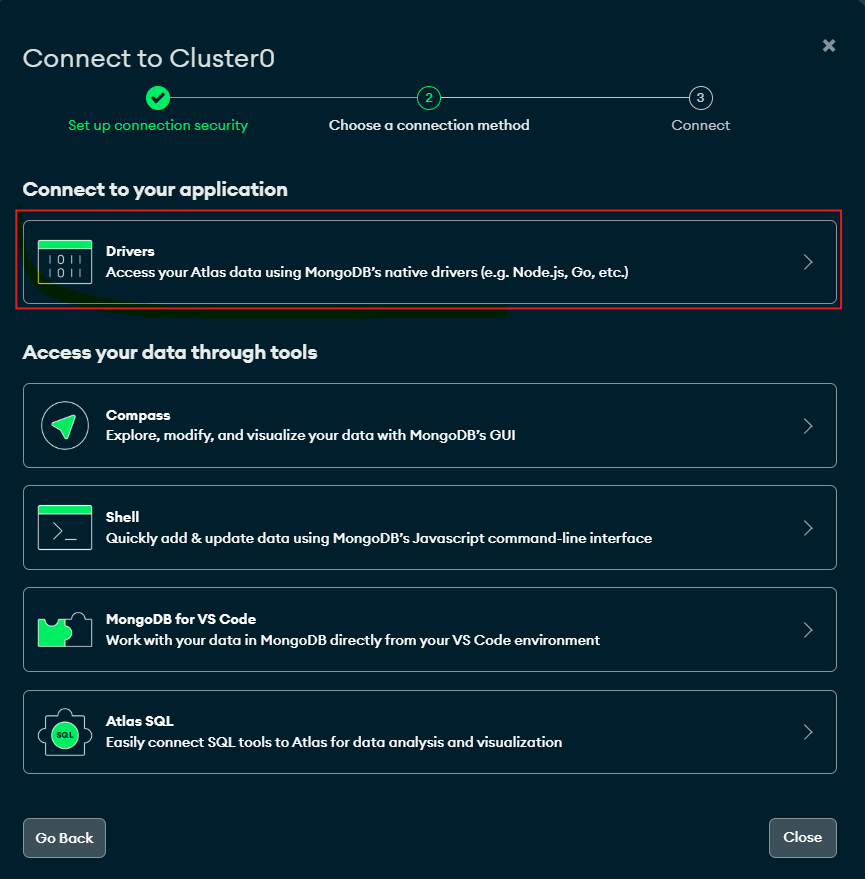 Connect to Cluster0
2
3
Set up connection security
Choose a connection method
Connect
Connect to your application
1011
1011
Drivers
Access your Atlas data using MongoDB’s native drivers (e.g. Node.js, Go, etc.)
Access your data through tools
Compass
Explore, modify, and visualize your data with MongoDB’s GUI
Shell
Quickly add & update data using MongoDB’s Javascript command-line interface
MongoDB for VS Code
Work with your data in MongoDB directly from your VS Code environment
SQL
Atlas SQL
Easily connect SQL tools to Atlas for data analysis and visualization
Go Back
Close